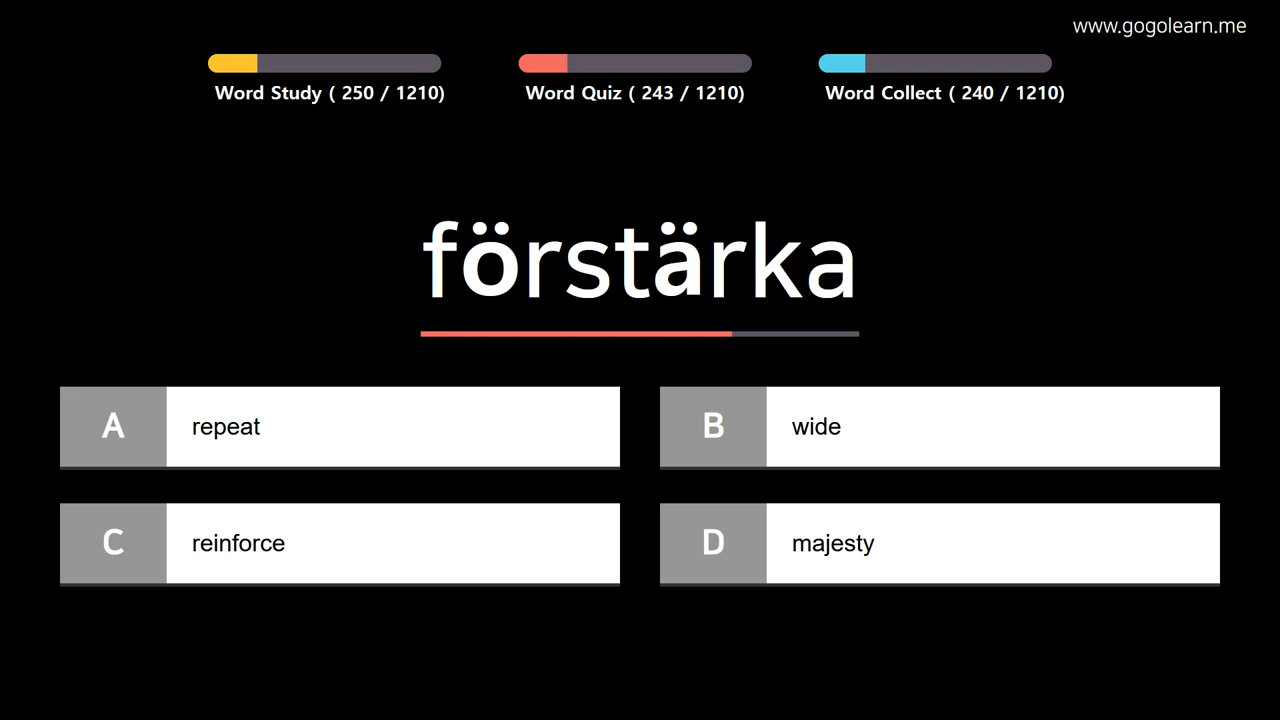 www.gogolearn.me
Word Study ( 250 / 1210)
Word Quiz ( 243 / 1210)
Word Collect ( 240 / 1210)
förstärka
A repeat
B wide
C reinforce
D majesty